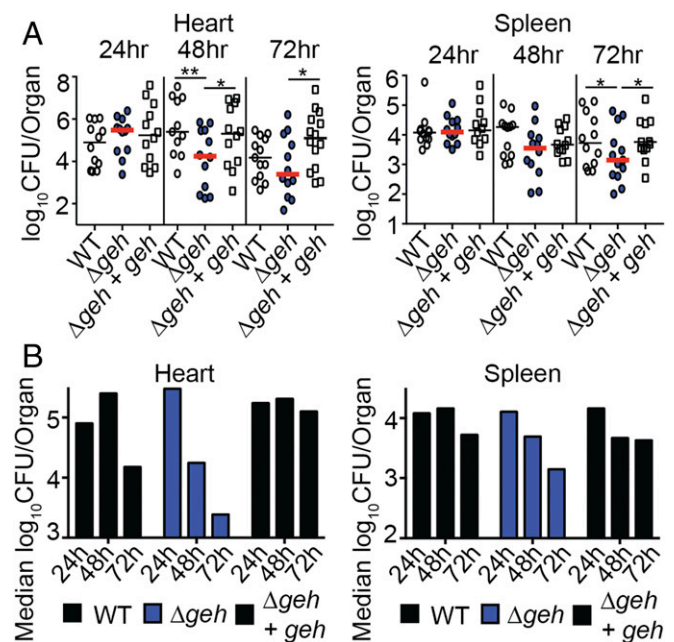 A
Heart
24hr 48hr 72hr
** * *
log10CFU/Organ
8
6
4
2
WT Δgeh Δgeh + geh WT Δgeh Δgeh + geh WT Δgeh Δgeh + geh
Spleen
24hr 48hr 72hr
* *
log10CFU/Organ
6
5
4
3
2
1
WT Δgeh Δgeh + geh WT Δgeh Δgeh + geh WT Δgeh Δgeh + geh
B
Heart
Median log10CFU/Organ
5
4
3
24h 48h 72h 24h 48h 72h 24h 48h 72h
WT Δgeh Δgeh
+ geh
Spleen
Median log10CFU/Organ
4
3
2
24h 48h 72h 24h 48h 72h 24h 48h 72h
WT Δgeh Δgeh
+ geh